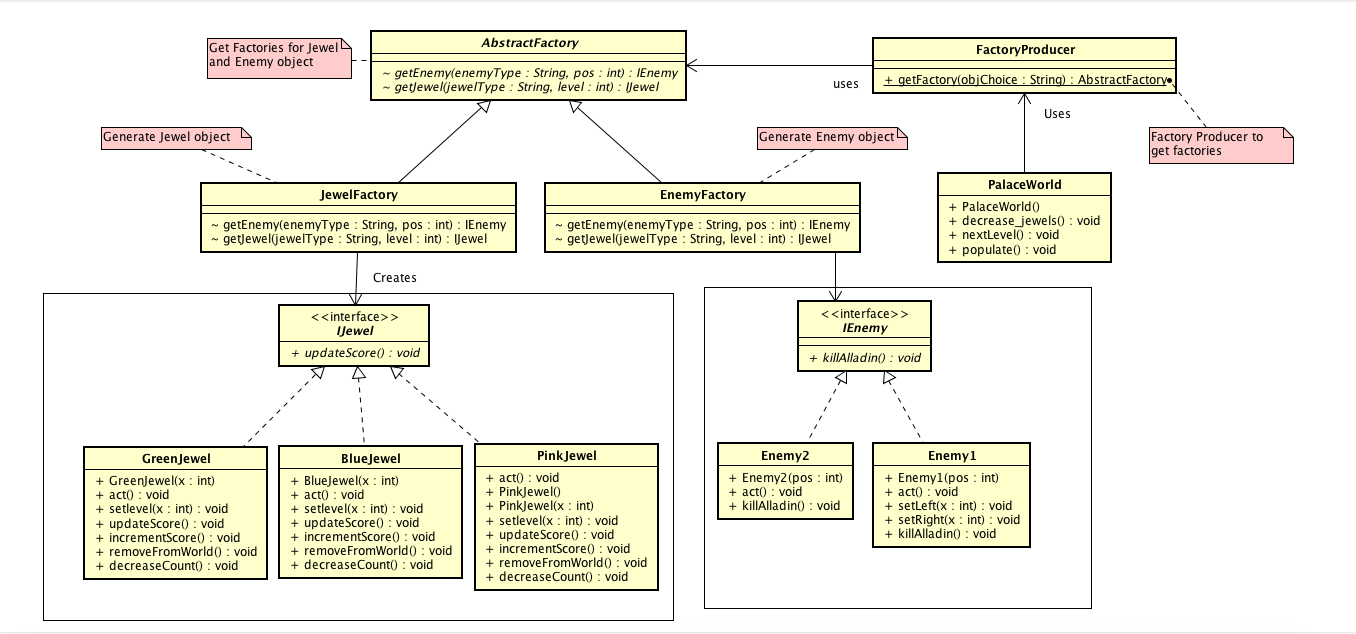 Get Factories for Jewel
and Enemy object
AbstractFactory
~ getEnemy(enemyType : String, pos : int) : IEnemy
~ getJewel(jewelType : String, level : int) : IJewel
uses
FactoryProducer
+ getFactory(objChoice : String) : AbstractFactory
Uses
Factory Producer to
get factories
Generate Jewel object
Generate Enemy object
JewelFactory
~ getEnemy(enemyType : String, pos : int) : IEnemy
~ getJewel(jewelType : String, level : int) : IJewel
EnemyFactory
~ getEnemy(enemyType : String, pos : int) : IEnemy
~ getJewel(jewelType : String, level : int) : IJewel
PalaceWorld
+ PalaceWorld()
+ decrease_jewels() : void
+ nextLevel() : void
+ populate() : void
Creates
<<interface>>
IJewel
+ updateScore() : void
<<interface>>
IEnemy
+ killAlladin() : void
GreenJewel
+ GreenJewel(x : int)
+ act() : void
+ setlevel(x : int) : void
+ updateScore() : void
+ incrementScore() : void
+ removeFromWorld() : void
+ decreaseCount() : void
BlueJewel
+ BlueJewel(x : int)
+ act() : void
+ setlevel(x : int) : void
+ updateScore() : void
+ incrementScore() : void
+ removeFromWorld() : void
+ decreaseCount() : void
PinkJewel
+ act() : void
+ PinkJewel()
+ PinkJewel(x : int)
+ setlevel(x : int) : void
+ updateScore() : void
+ incrementScore() : void
+ removeFromWorld() : void
+ decreaseCount() : void
Enemy2
+ Enemy2(pos : int)
+ act() : void
+ killAlladin() : void
Enemy1
+ Enemy1(pos : int)
+ act() : void
+ setLeft(x : int) : void
+ setRight(x : int) : void
+ killAlladin() : void